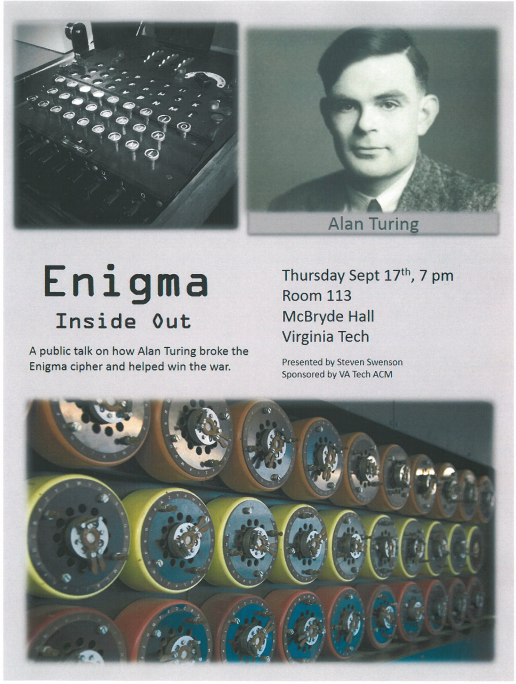 Alan Turing
Enigma
Inside Out
A public talk on how Alan Turing broke the
Enigma cipher and helped win the war.
Thursday Sept 17th, 7 pm
Room 113
McBryde Hall
Virginia Tech
Presented by Steven Swenson
Sponsored by VA Tech ACM